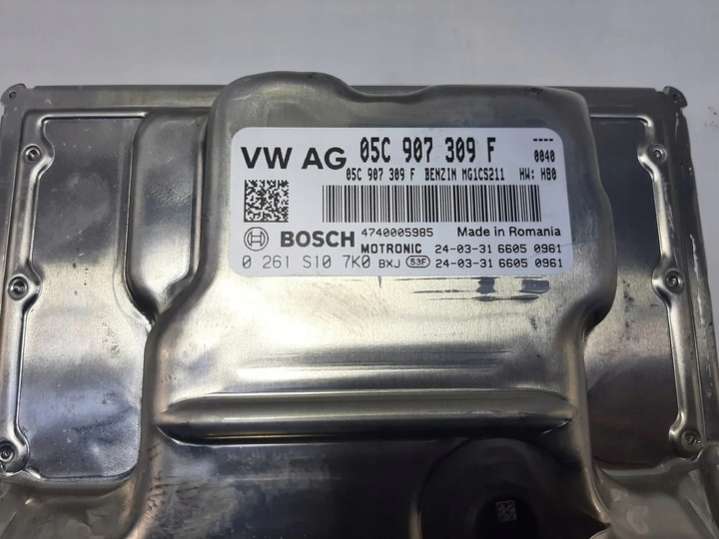 VW AG 05C 907 309 F ----
05C 907 309 F BENZIN MG1CS211 HW: H80 0040
BOSCH 4740005985 Made in Romania
MOTRONIC 24-03-31 6605 0961
0 261 S10 7K0 BXJ 53F 24-03-31 6605 0961